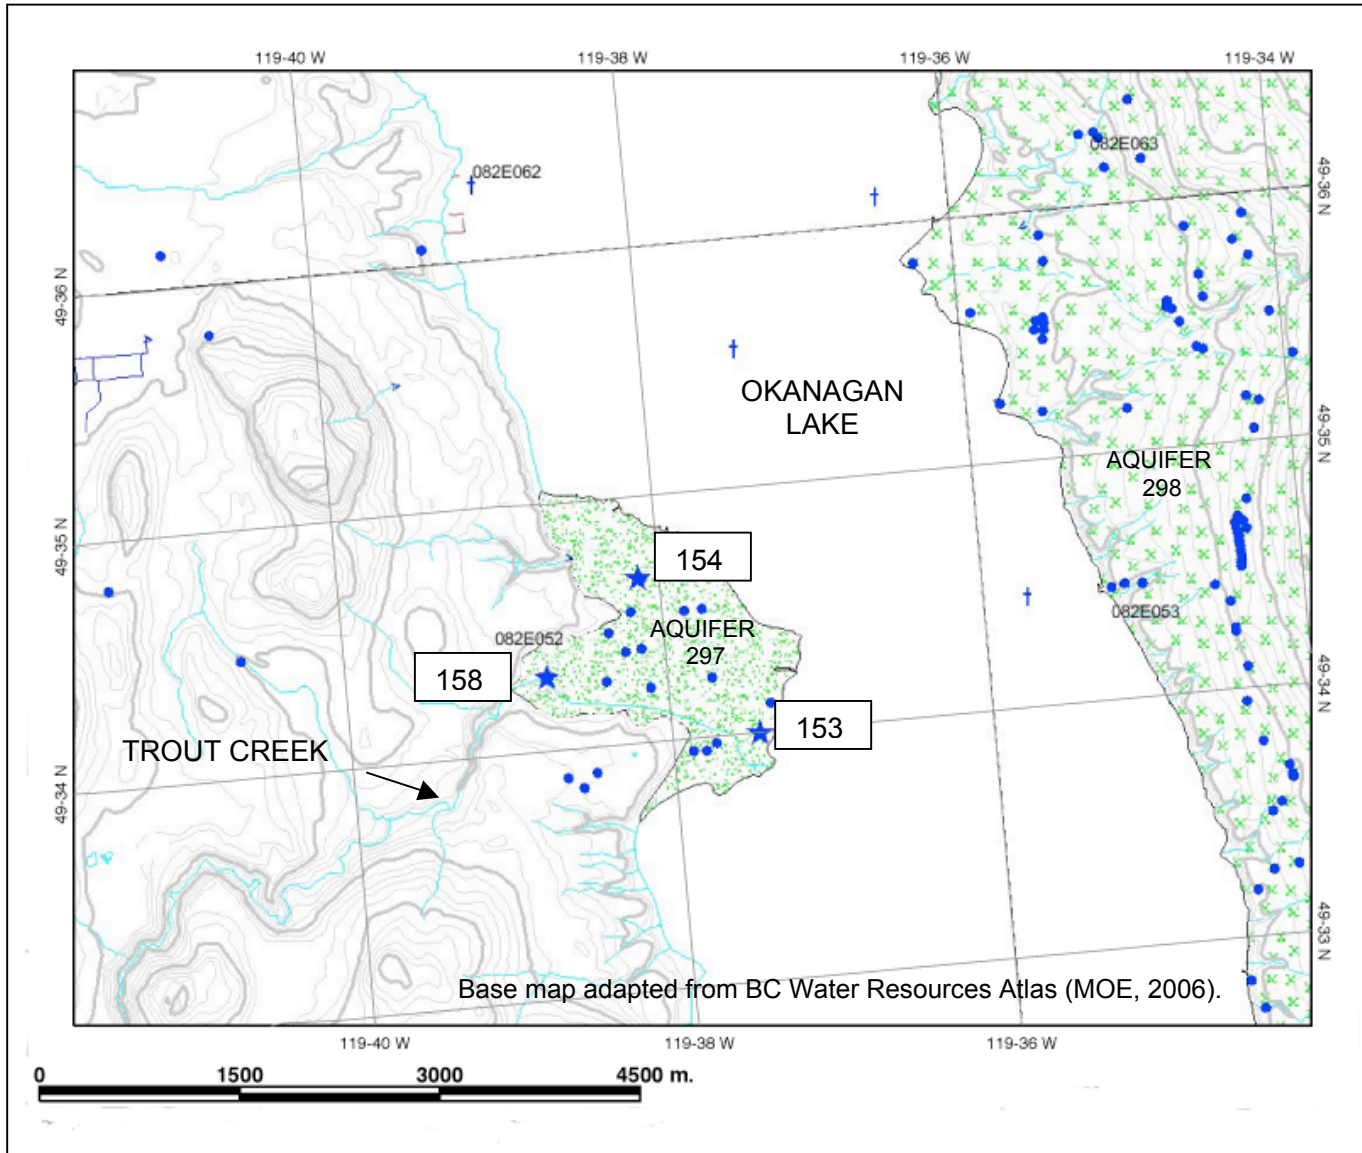 119-40 W
119-38 W
119-36 W
119-34 W
082E063
082E062
49-36 N
49-36 N
OKANAGAN
LAKE
49-35 N
AQUIFER
298
49-35 N
154
082E053
AQUIFER
297
082E052
158
49-34 N
153
TROUT CREEK
49-34 N
49-33 N
Base map adapted from BC Water Resources Atlas (MOE, 2006).
119-40 W
119-38 W
119-36 W
0 1500 3000 4500 m.